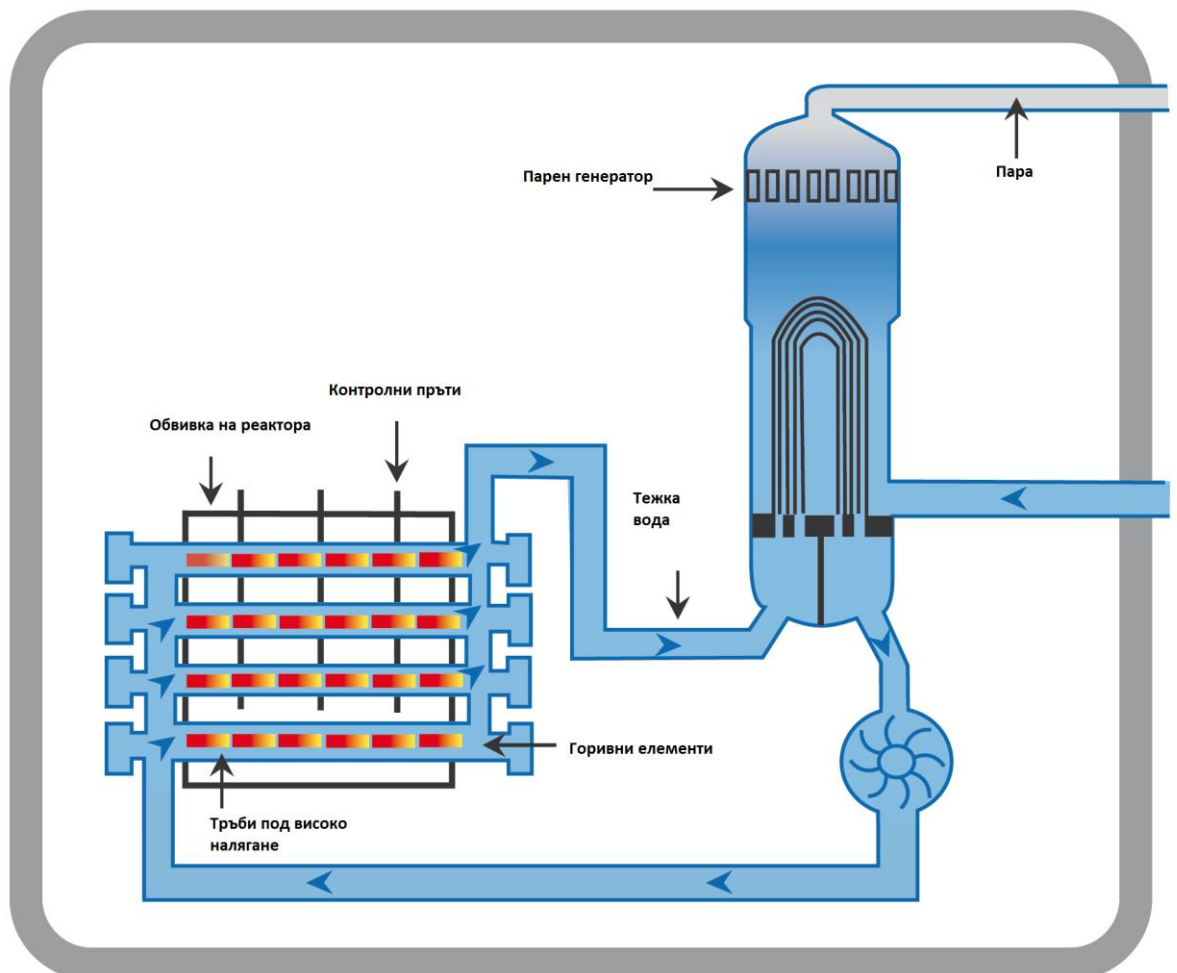 Парен генератор
Пара
Контролни пръти
Обвивка на реактора
Тежка
вода
Горивни елементи
Тръби под високо
налягане